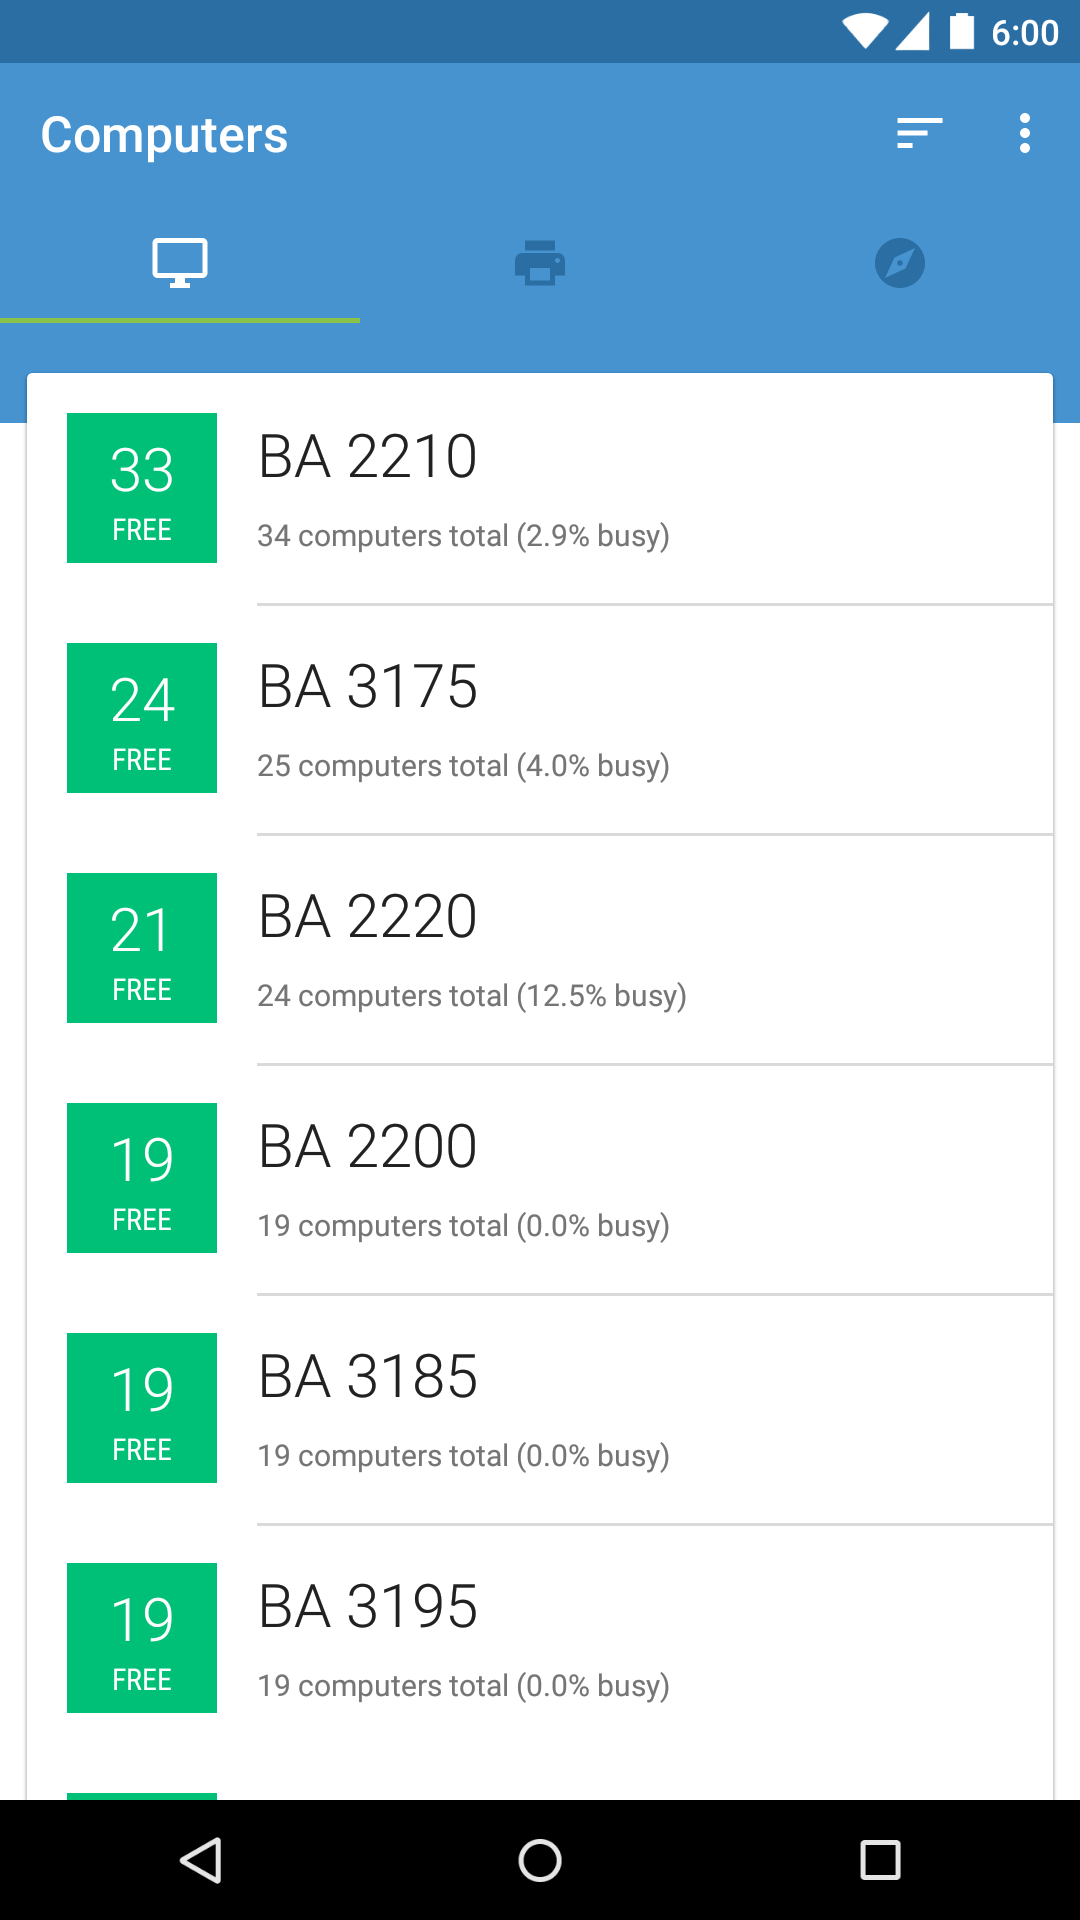 6:00
Computers
33
FREE
BA 2210
34 computers total (2.9% busy)
24
FREE
BA 3175
25 computers total (4.0% busy)
21
FREE
BA 2220
24 computers total (12.5% busy)
19
FREE
BA 2200
19 computers total (0.0% busy)
19
FREE
BA 3185
19 computers total (0.0% busy)
19
FREE
BA 3195
19 computers total (0.0% busy)